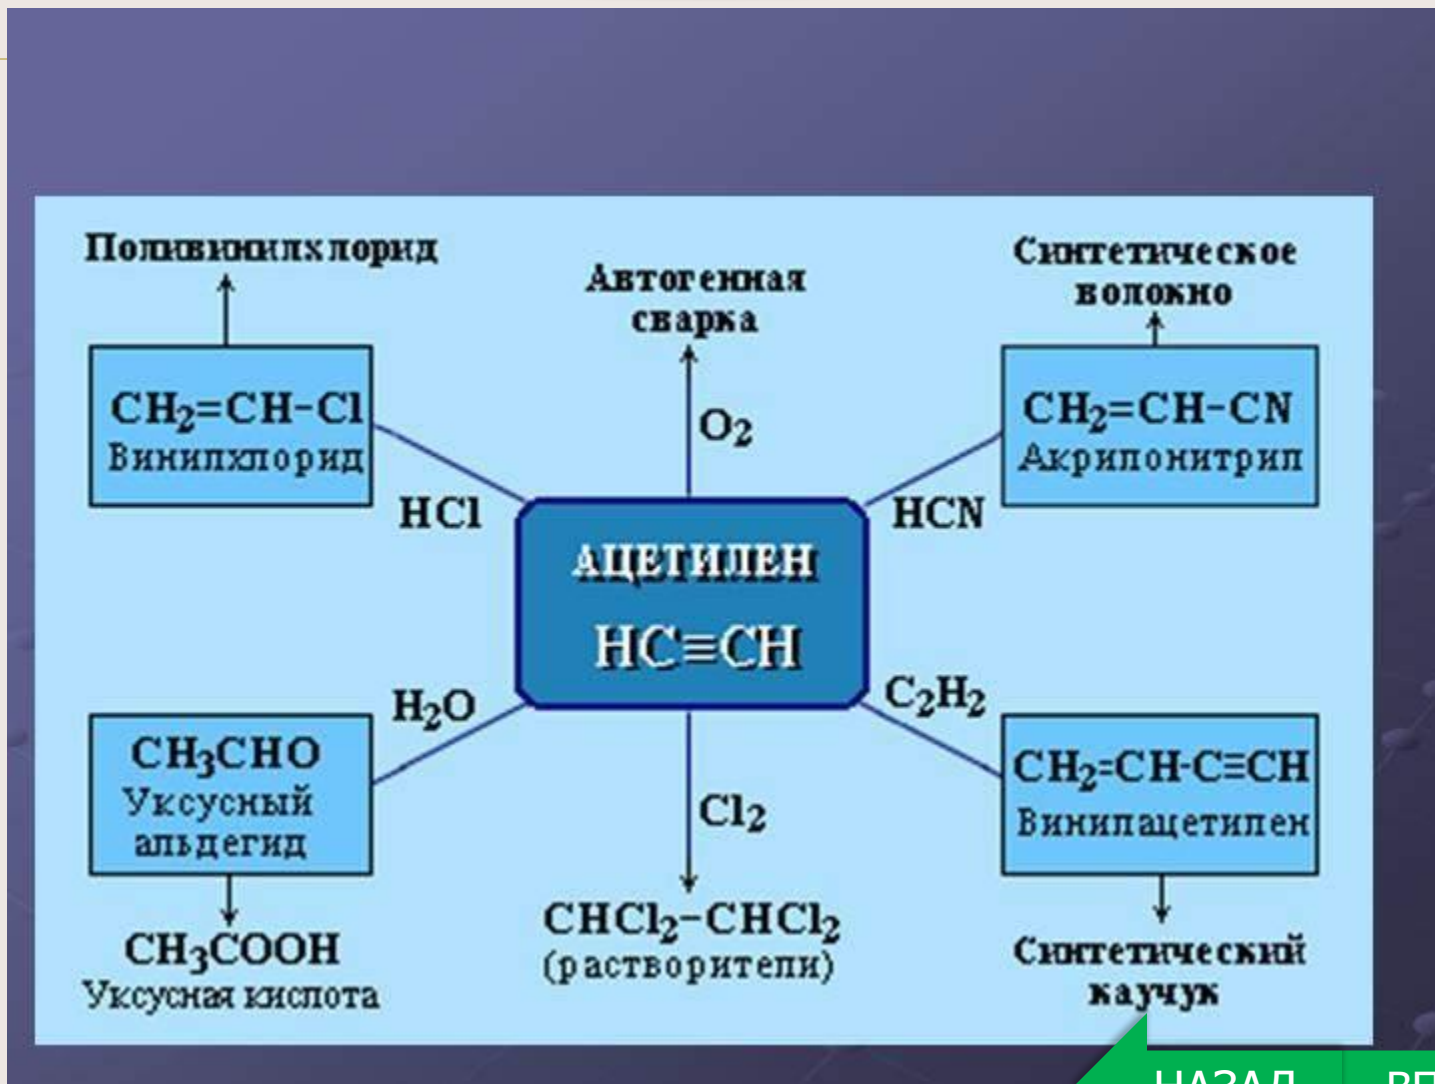 Поливинилхлорид
Автогенная
сварка
Синтетическое
волокно
CH₂=CH-Cl
Винилхлорид
O₂
CH₂=CH-CN
Акрилонитрил
HCl
HCN
АЦЕТИЛЕН
HC≡CH
H₂O
C₂H₂
CH₃CHO
Уксусный
альдегид
Cl₂
CH₂=CH-C≡CH
Винилацетилен
CH₃COOH
Уксусная кислота
CHCl₂-CHCl₂
(растворители)
Синтетический
каучук
НАЗАД